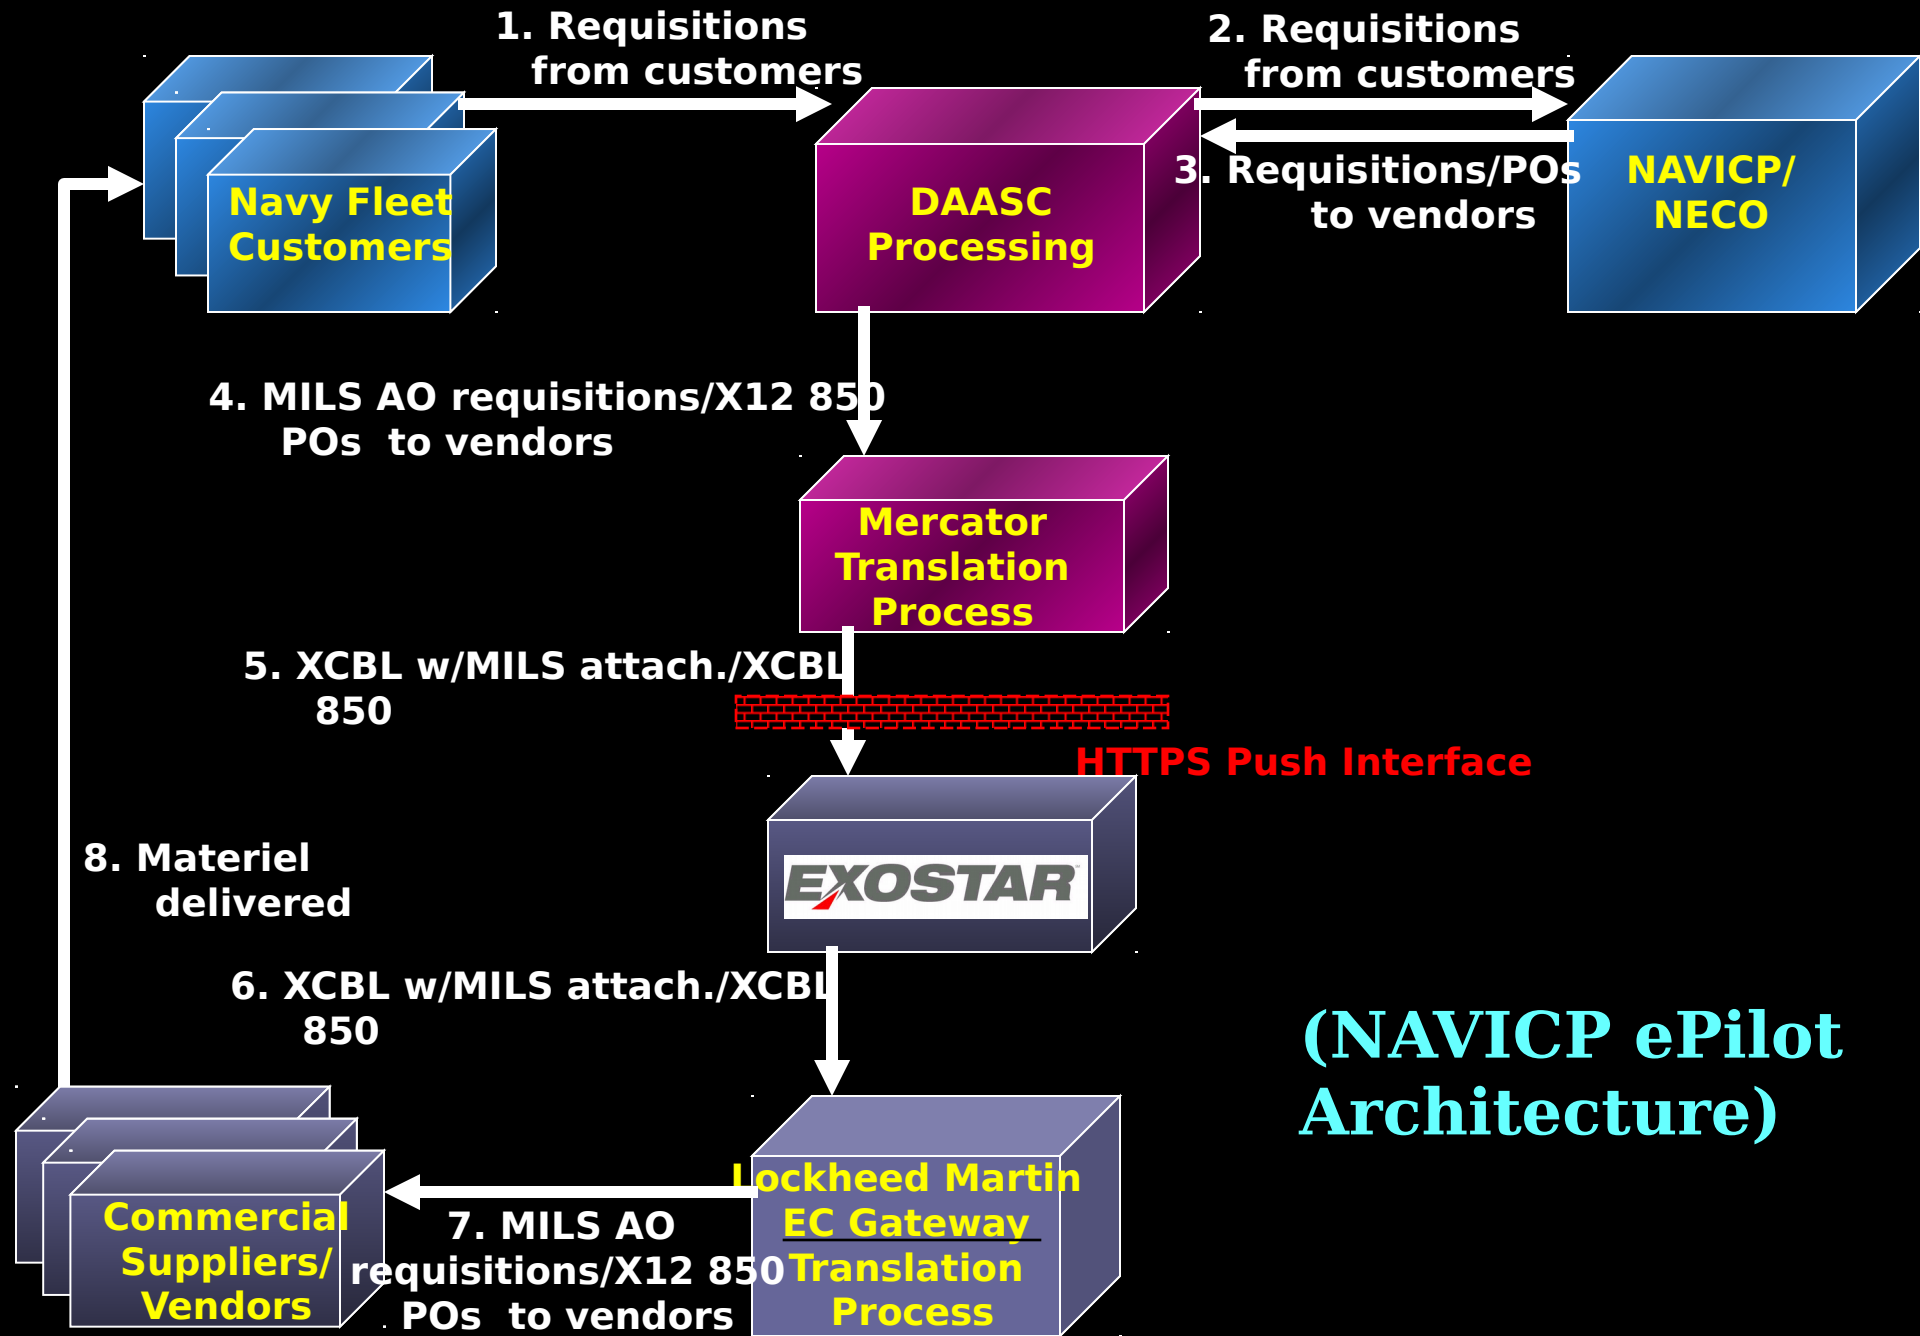 1. Requisitions
from customers
2. Requisitions
from customers
Navy Fleet
Customers
DAASC
Processing
3. Requisitions/POs
to vendors
NAVICP/
NECO
4. MILS AO requisitions/X12 850
POs to vendors
Mercator
Translation
Process
5. XCBL w/MILS attach./XCBL
850
HTTPS Push Interface
EXOSTAR
8. Materiel
delivered
6. XCBL w/MILS attach./XCBL
850
(NAVICP ePilot
Architecture)
Lockheed Martin
EC Gateway
Translation
Process
Commercial
Suppliers/
Vendors
7. MILS AO
requisitions/X12 850
POs to vendors